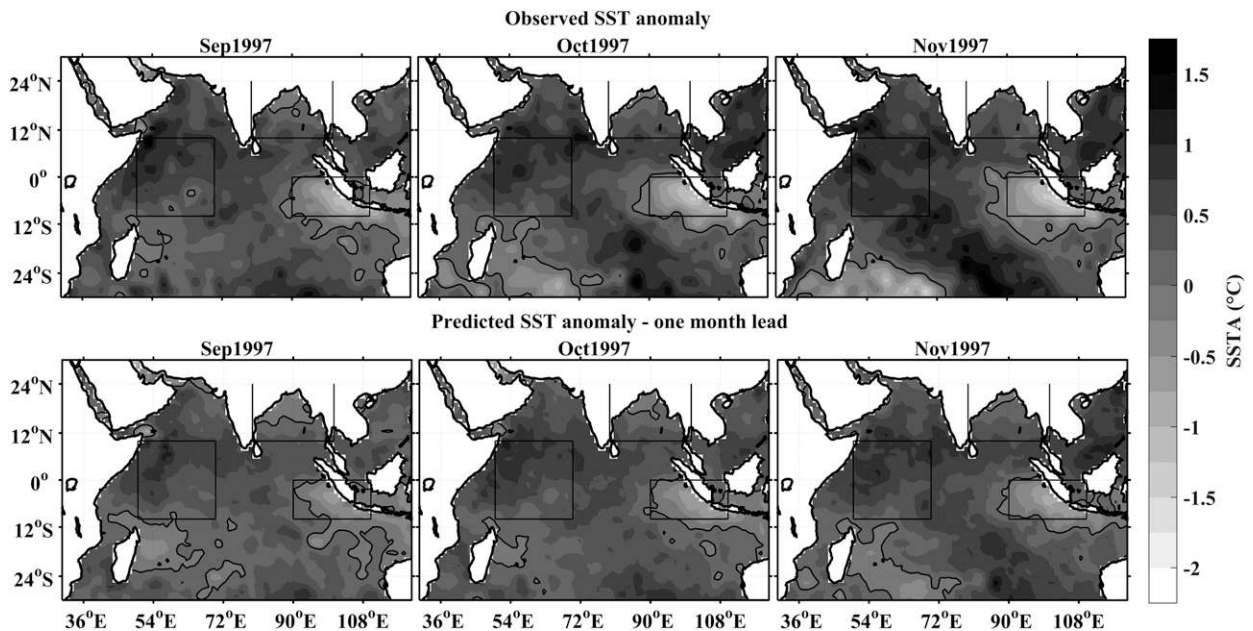 Observed SST anomaly
Sep1997 Oct1997 Nov1997
24°N
12°N
0°
12°S
24°S
Predicted SST anomaly - one month lead
Sep1997 Oct1997 Nov1997
24°N
12°N
0°
12°S
24°S
36°E 54°E 72°E 90°E 108°E 36°E 54°E 72°E 90°E 108°E 36°E 54°E 72°E 90°E 108°E
1.5
1
0.5
0
-0.5
-1
-1.5
-2
SSTA (°C)